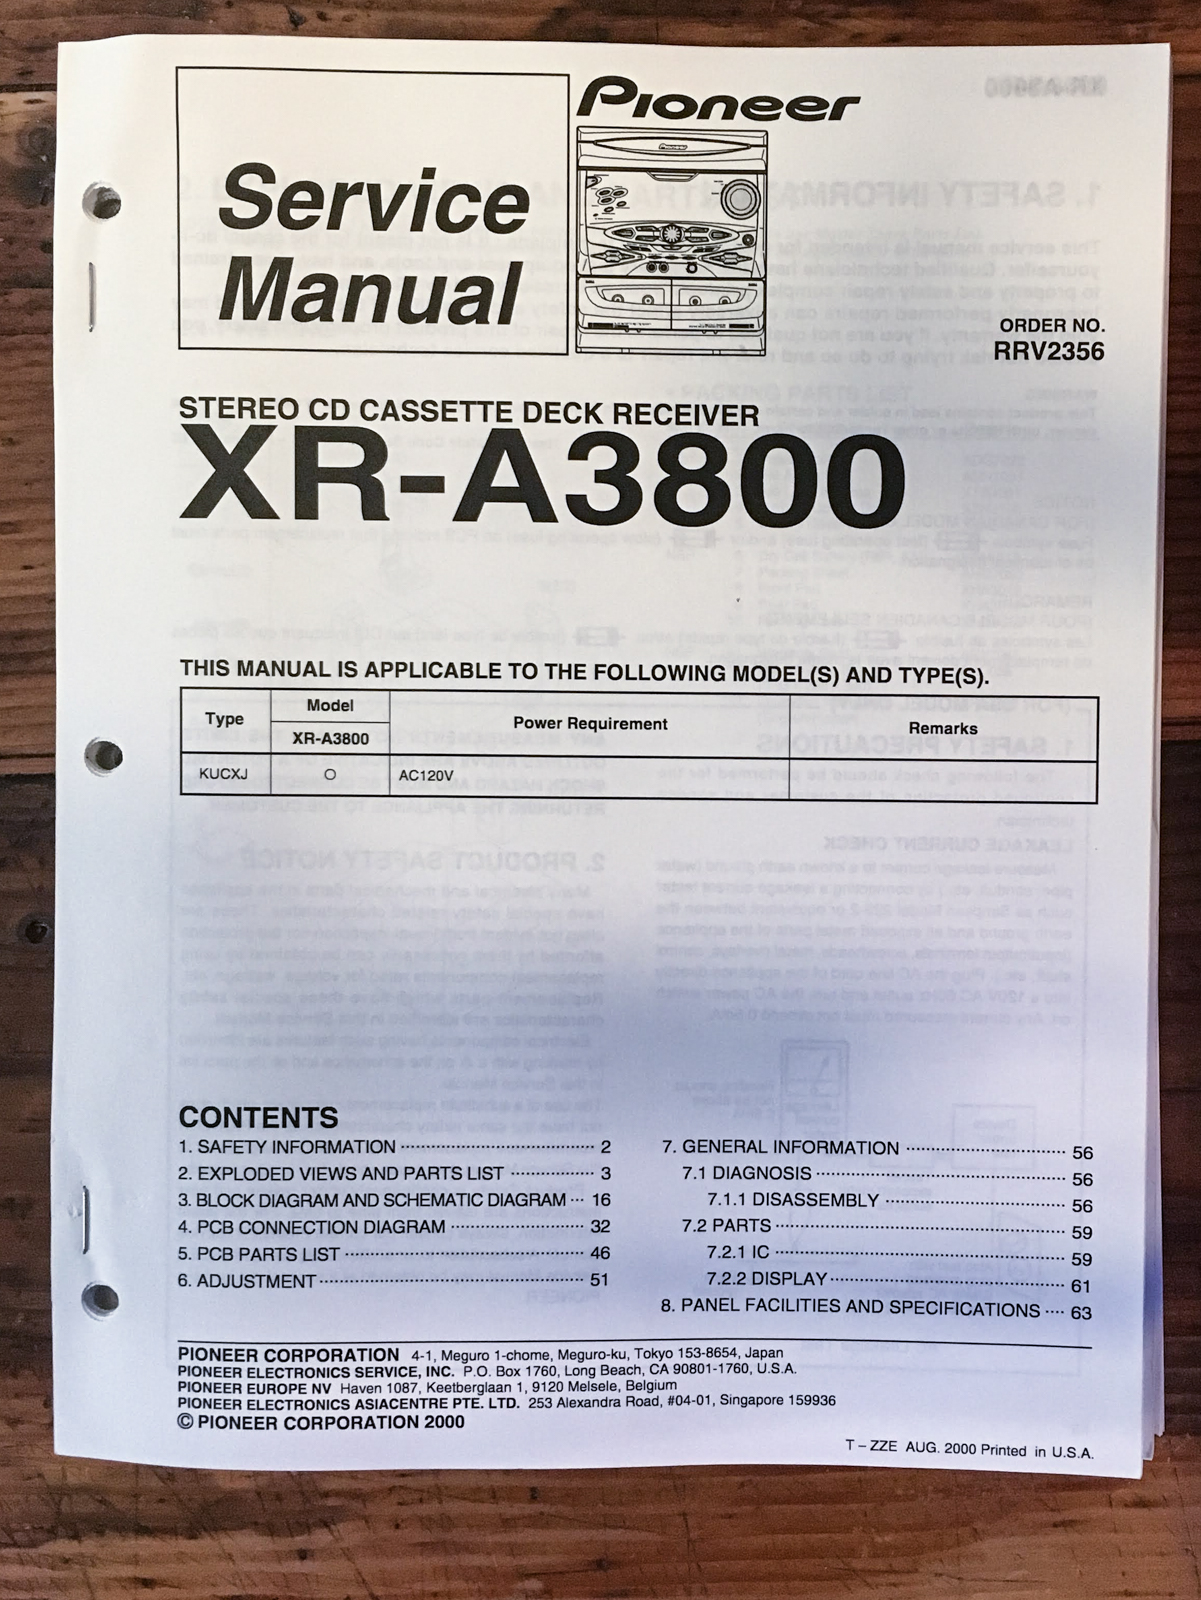 Pioneer
Service
Manual
ORDER NO.
RRV2356
STEREO CD CASSETTE DECK RECEIVER
XR-A3800
THIS MANUAL IS APPLICABLE TO THE FOLLOWING MODEL(S) AND TYPE(S).
Type Model Power Requirement Remarks
XR-A3800
KUCXJ ○ AC120V
CONTENTS
1. SAFETY INFORMATION ························ 2
2. EXPLODED VIEWS AND PARTS LIST ············ 3
3. BLOCK DIAGRAM AND SCHEMATIC DIAGRAM ··· 16
4. PCB CONNECTION DIAGRAM ················· 32
5. PCB PARTS LIST ······························ 46
6. ADJUSTMENT ································· 51
7. GENERAL INFORMATION ···················· 56
7.1 DIAGNOSIS ······························· 56
7.1.1 DISASSEMBLY ························ 56
7.2 PARTS ···································· 59
7.2.1 IC ···································· 59
7.2.2 DISPLAY ····························· 61
8. PANEL FACILITIES AND SPECIFICATIONS ···· 63
PIONEER CORPORATION 4-1, Meguro 1-chome, Meguro-ku, Tokyo 153-8654, Japan
PIONEER ELECTRONICS SERVICE, INC. P.O. Box 1760, Long Beach, CA 90801-1760, U.S.A.
PIONEER EUROPE NV Haven 1087, Keetberglaan 1, 9120 Melsele, Belgium
PIONEER ELECTRONICS ASIACENTRE PTE. LTD. 253 Alexandra Road, #04-01, Singapore 159936
© PIONEER CORPORATION 2000
T – ZZE AUG. 2000 Printed in U.S.A.